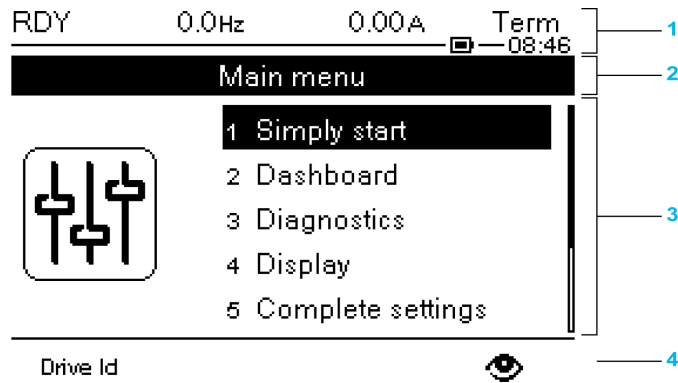 RDY 0.0Hz 0.00A Term 1
08:46
Main menu 2
1 Simply start
2 Dashboard
3 Diagnostics 3
4 Display
5 Complete settings
Drive Id 4